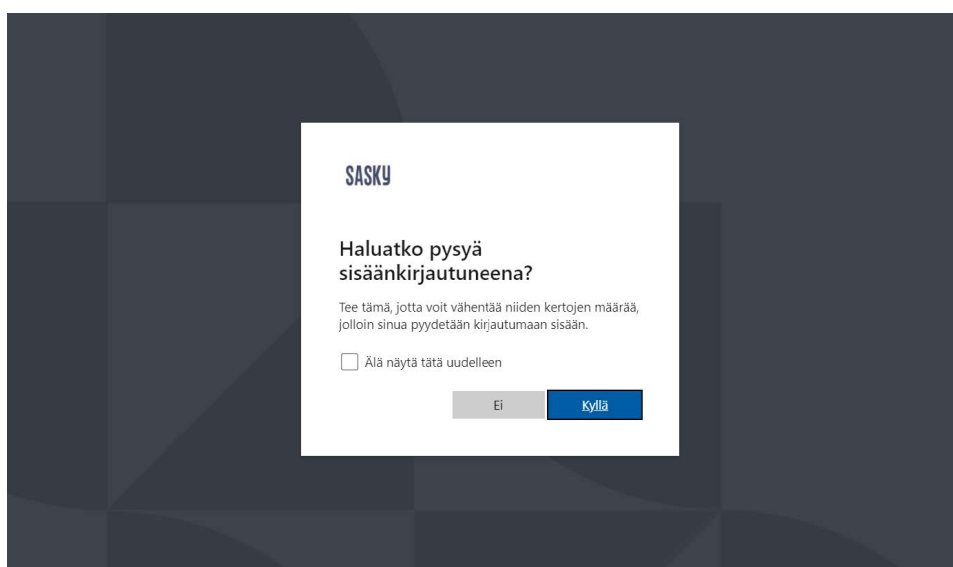 SASKY
Haluatko pysyä
sisäänkirjautuneena?
Tee tämä, jotta voit vähentää niiden kertojen määrää,
jolloin sinua pyydetään kirjautumaan sisään.
Älä näytä tätä uudelleen
Ei
Kyllä